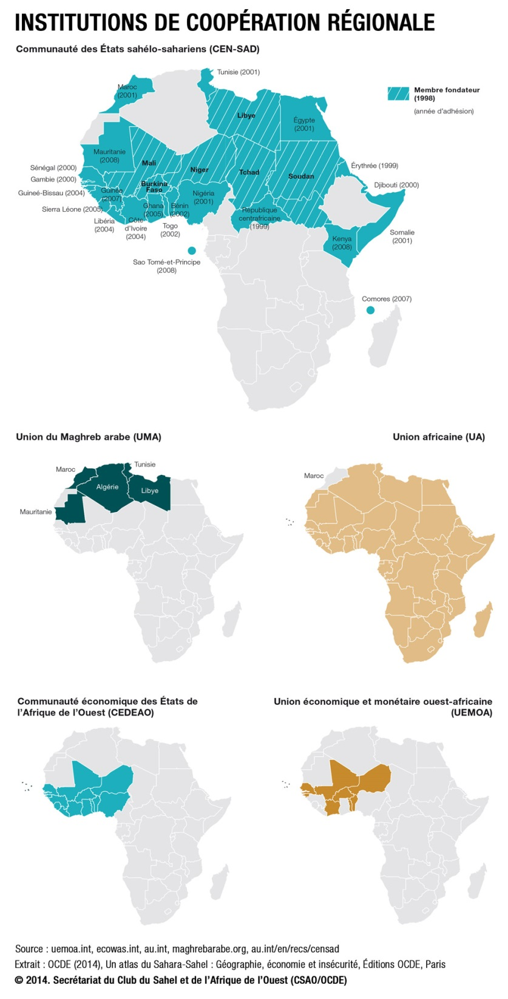 INSTITUTIONS DE COOPÉRATION RÉGIONALE
Communauté des États sahélo-sahariens (CEN-SAD)
Tunisie (2001)
Maroc
(2001)
Membre fondateur
(1998)
(année d'adhésion)
Libye
Égypte
(2001)
Mauritanie
(2008)
Mali
Niger
Tchad
Soudan
Érythrée (1999)
Sénégal (2000)
Gambie (2000)
Burkina
Faso
Djibouti (2000)
Guineé-Bissau (2004)
Guinée
(2007)
Nigéria
(2001)
Sierra Léone (2005)
Ghana
(2005)
Bénin
(2002)
République
centrafricaine
(1999)
Libéria
(2004)
Côte
d'Ivoire
(2004)
Togo
(2002)
Kenya
(2008)
Somalie
(2001)
Sao Tomé-et-Principe
(2008)
Comores (2007)
Union du Maghreb arabe (UMA)
Maroc
Tunisie
Algérie
Libye
Mauritanie
Union africaine (UA)
Maroc
Communauté économique des États de
l'Afrique de l'Ouest (CEDEAO)
Union économique et monétaire ouest-africaine
(UEMOA)
Source : uemoa.int, ecowas.int, au.int, maghrebarabe.org, au.int/en/recs/censad
Extrait : OCDE (2014), Un atlas du Sahara-Sahel : Géographie, économie et insécurité, Éditions OCDE, Paris
© 2014. Secrétariat du Club du Sahel et de l'Afrique de l'Ouest (CSAO/OCDE)